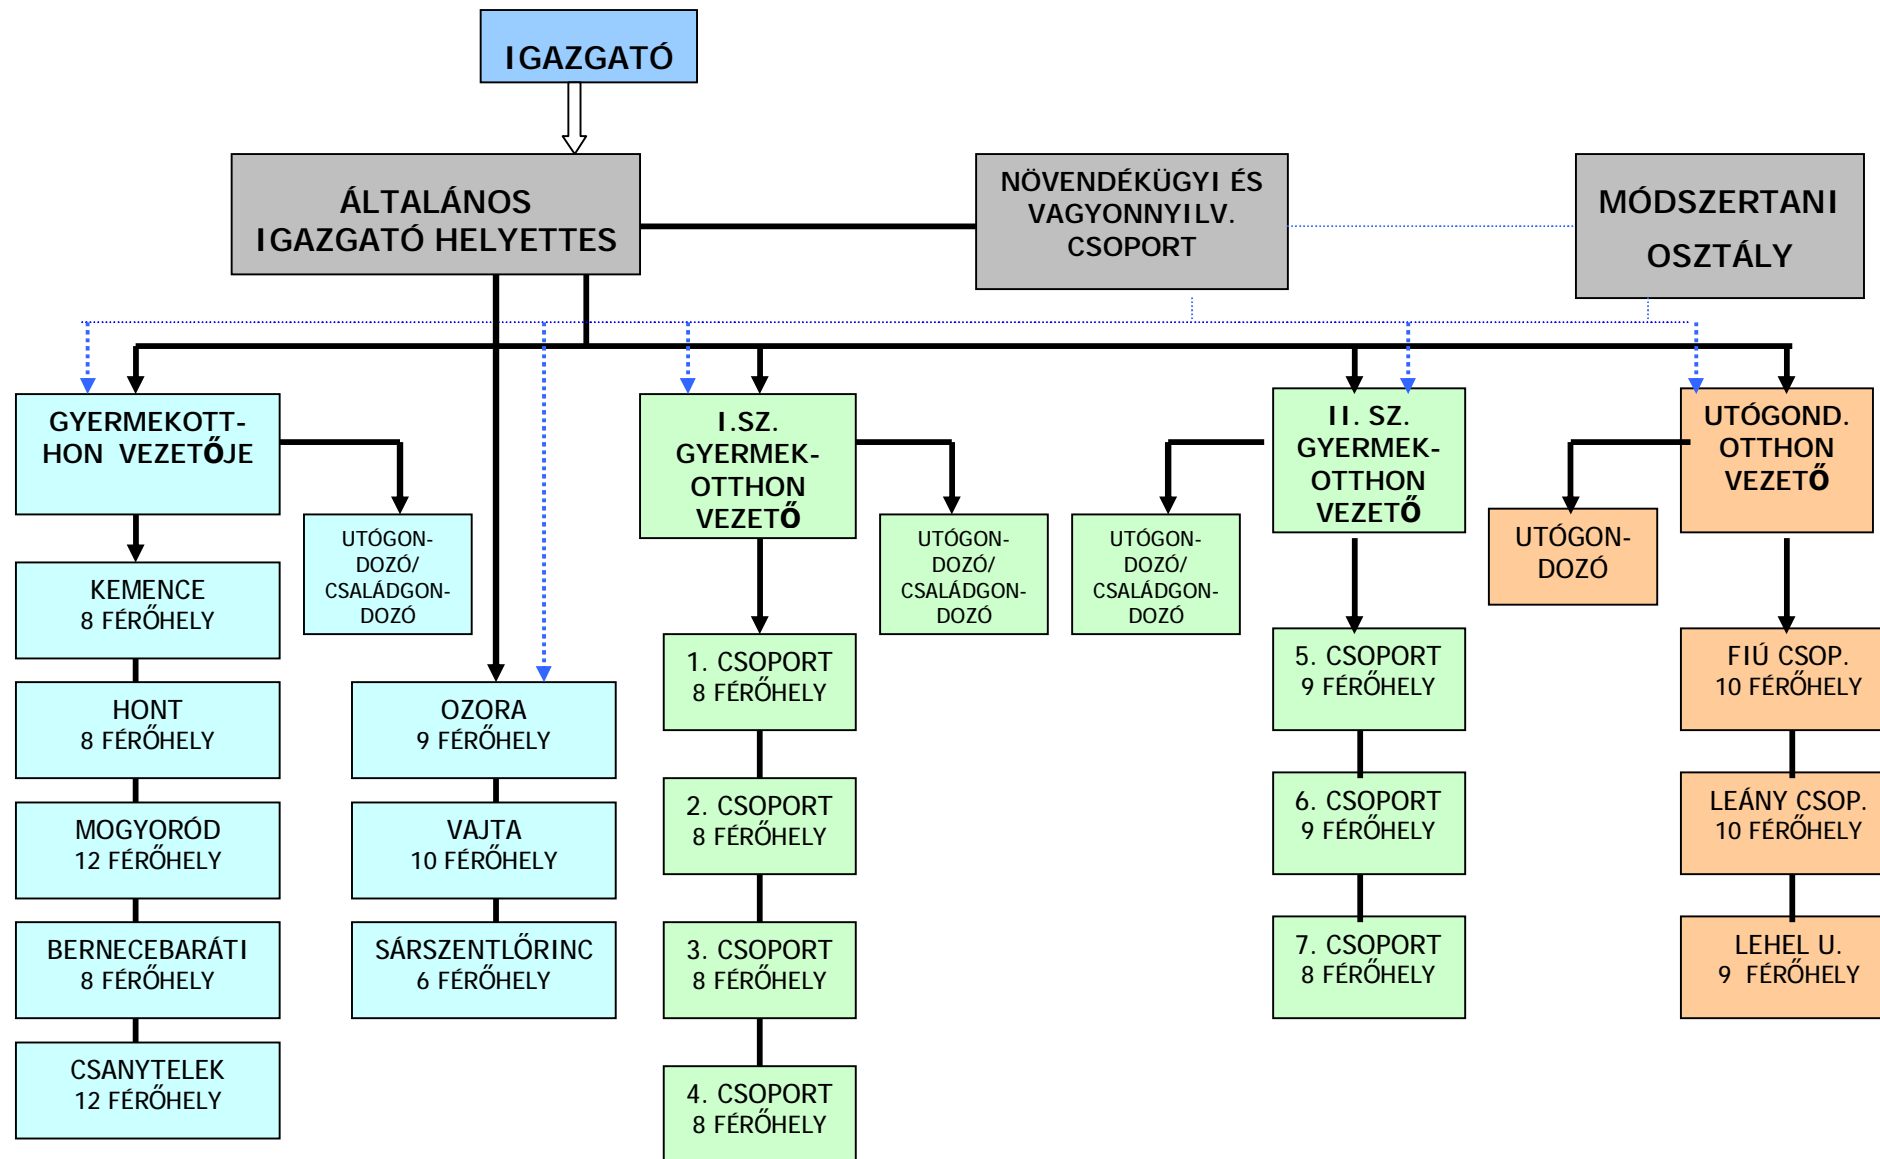 IGAZGATÓ
ÁLTALÁNOS
IGAZGATÓ HELYETTES
NÖVENDÉKÜGYI ÉS
VAGYONNYILV.
CSOPORT
MÓDSZERTANI
OSZTÁLY
GYERMEKOTT-
HON VEZETŐJE
I.SZ.
GYERMEK-
OTTHON
VEZETŐ
II. SZ.
GYERMEK-
OTTHON
VEZETŐ
UTÓGOND.
OTTHON
VEZETŐ
UTÓGON-
DOZÓ/
CSALÁDGON-
DOZÓ
UTÓGON-
DOZÓ/
CSALÁDGON-
DOZÓ
UTÓGON-
DOZÓ/
CSALÁDGON-
DOZÓ
UTÓGON-
DOZÓ
KEMENCE
8 FÉRŐHELY
HONT
8 FÉRŐHELY
MOGYORÓD
12 FÉRŐHELY
BERNECEBARÁTI
8 FÉRŐHELY
CSANYTELEK
12 FÉRŐHELY
OZORA
9 FÉRŐHELY
VAJTA
10 FÉRŐHELY
SÁRSZENTLŐRINC
6 FÉRŐHELY
1. CSOPORT
8 FÉRŐHELY
2. CSOPORT
8 FÉRŐHELY
3. CSOPORT
8 FÉRŐHELY
4. CSOPORT
8 FÉRŐHELY
5. CSOPORT
9 FÉRŐHELY
6. CSOPORT
9 FÉRŐHELY
7. CSOPORT
8 FÉRŐHELY
FIÚ CSOP.
10 FÉRŐHELY
LEÁNY CSOP.
10 FÉRŐHELY
LEHEL U.
9 FÉRŐHELY